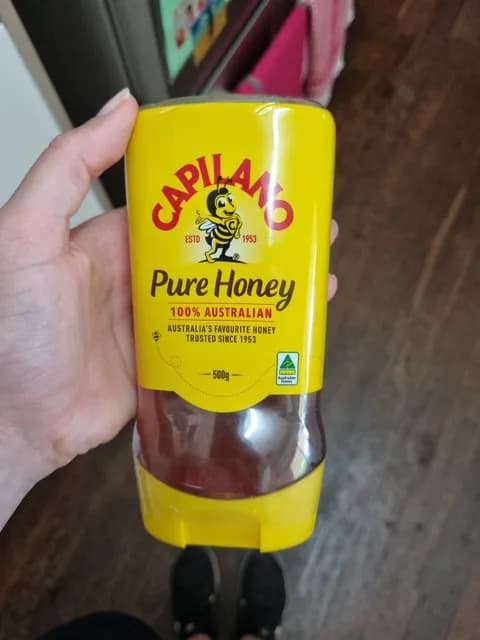 CAPILANO
ESTD 1953
®
Pure Honey
100% AUSTRALIAN
AUSTRALIA'S FAVOURITE HONEY
TRUSTED SINCE 1953
500g